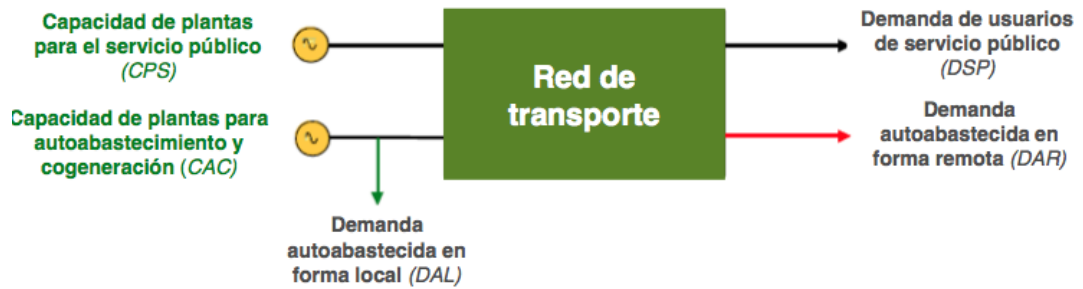 Capacidad de plantas
para el servicio público
(CPS)
Demanda de usuarios
de servicio público
(DSP)
Red de
transporte
Capacidad de plantas para
autoabastecimiento y
cogeneración (CAC)
Demanda
autoabastecida en
forma remota (DAR)
Demanda
autoabastecida en
forma local (DAL)